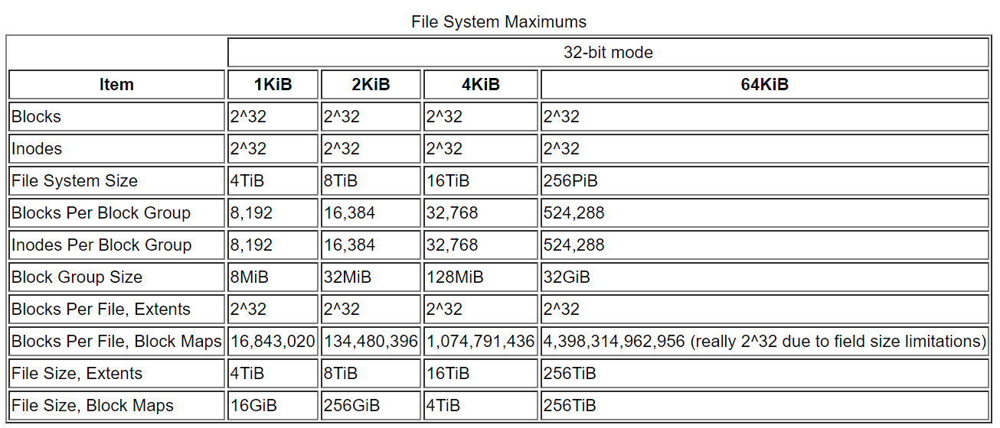 File System Maximums
32-bit mode
Item 1KiB 2KiB 4KiB 64KiB
Blocks 2^32 2^32 2^32 2^32
Inodes 2^32 2^32 2^32 2^32
File System Size 4TiB 8TiB 16TiB 256PiB
Blocks Per Block Group 8,192 16,384 32,768 524,288
Inodes Per Block Group 8,192 16,384 32,768 524,288
Block Group Size 8MiB 32MiB 128MiB 32GiB
Blocks Per File, Extents 2^32 2^32 2^32 2^32
Blocks Per File, Block Maps 16,843,020 134,480,396 1,074,791,436 4,398,314,962,956 (really 2^32 due to field size limitations)
File Size, Extents 4TiB 8TiB 16TiB 256TiB
File Size, Block Maps 16GiB 256GiB 4TiB 256TiB